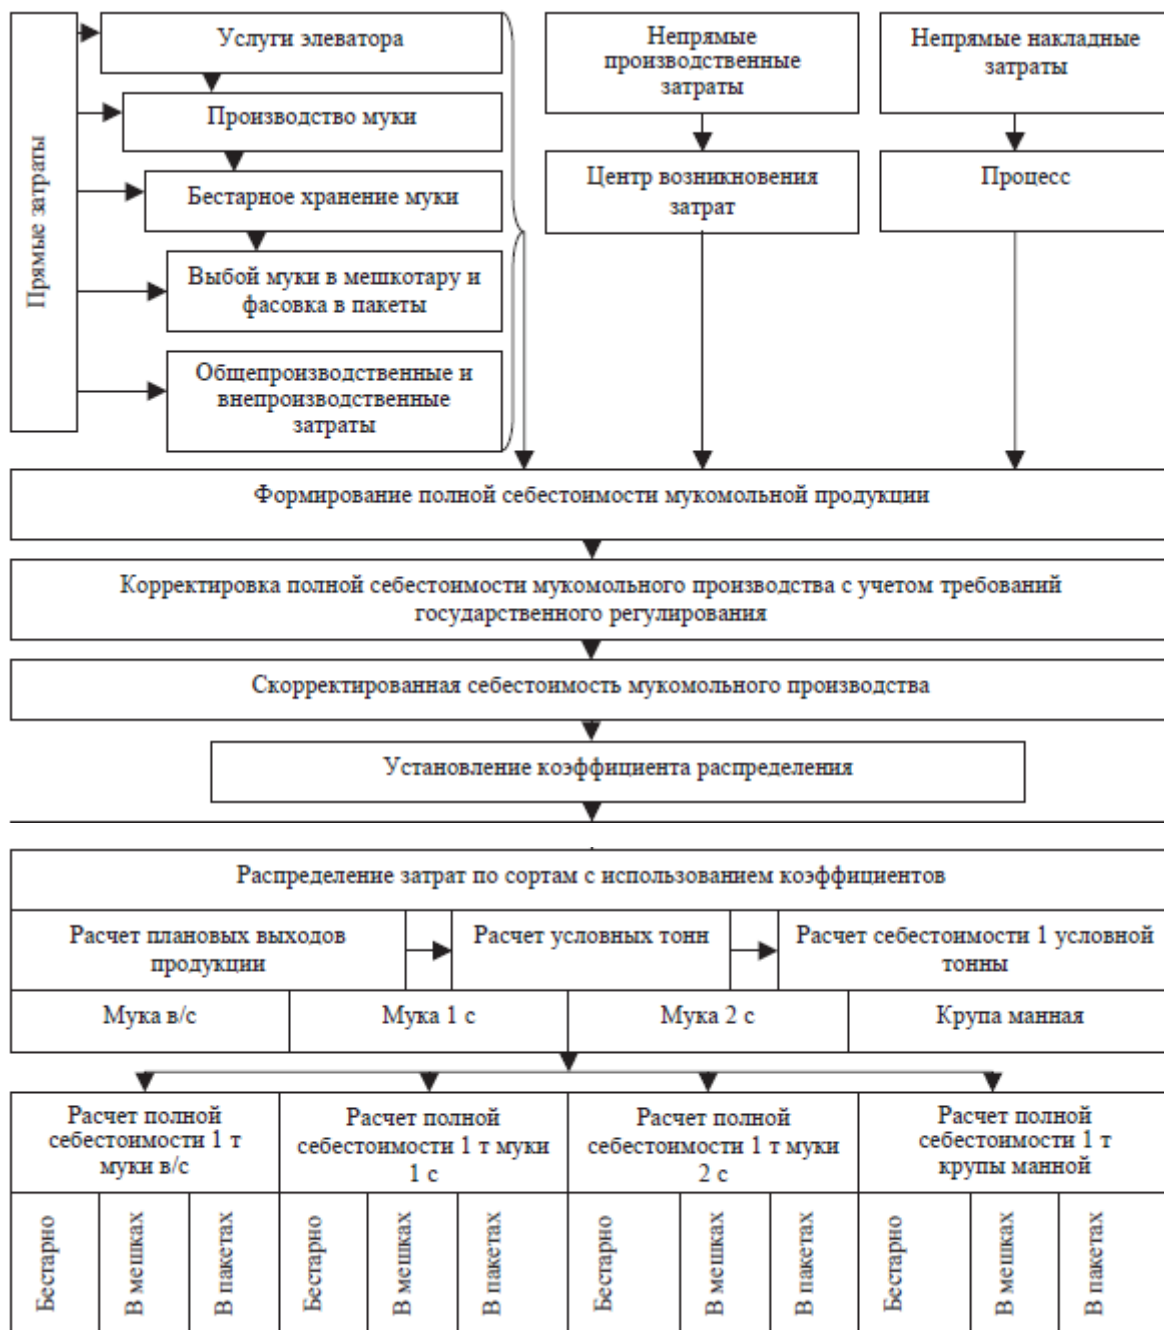 Прямые затраты
Услуги элеватора
Производство муки
Бестарное хранение муки
Выбой муки в мешкотару и
фасовка в пакеты
Общепроизводственные и
внепроизводственные
затраты
Непрямые
производственные
затраты
Центр возникновения
затрат
Непрямые накладные
затраты
Процесс
Формирование полной себестоимости мукомольной продукции
Корректировка полной себестоимости мукомольного производства с учетом требований
государственного регулирования
Скорректированная себестоимость мукомольного производства
Установление коэффициента распределения
Распределение затрат по сортам с использованием коэффициентов
Расчет плановых выходов
продукции
Расчет условных тонн
Расчет себестоимости 1 условной
тонны
Мука в/с
Мука 1 с
Мука 2 с
Крупа манная
Расчет полной
себестоимости 1 т
муки в/с
Расчет полной
себестоимости 1 т муки
1 с
Расчет полной
себестоимости 1 т муки
2 с
Расчет полной
себестоимости 1 т
крупы манной
Бестарно
В мешках
В пакетах
Бестарно
В мешках
В пакетах
Бестарно
В мешках
В пакетах
Бестарно
В мешках
В пакетах